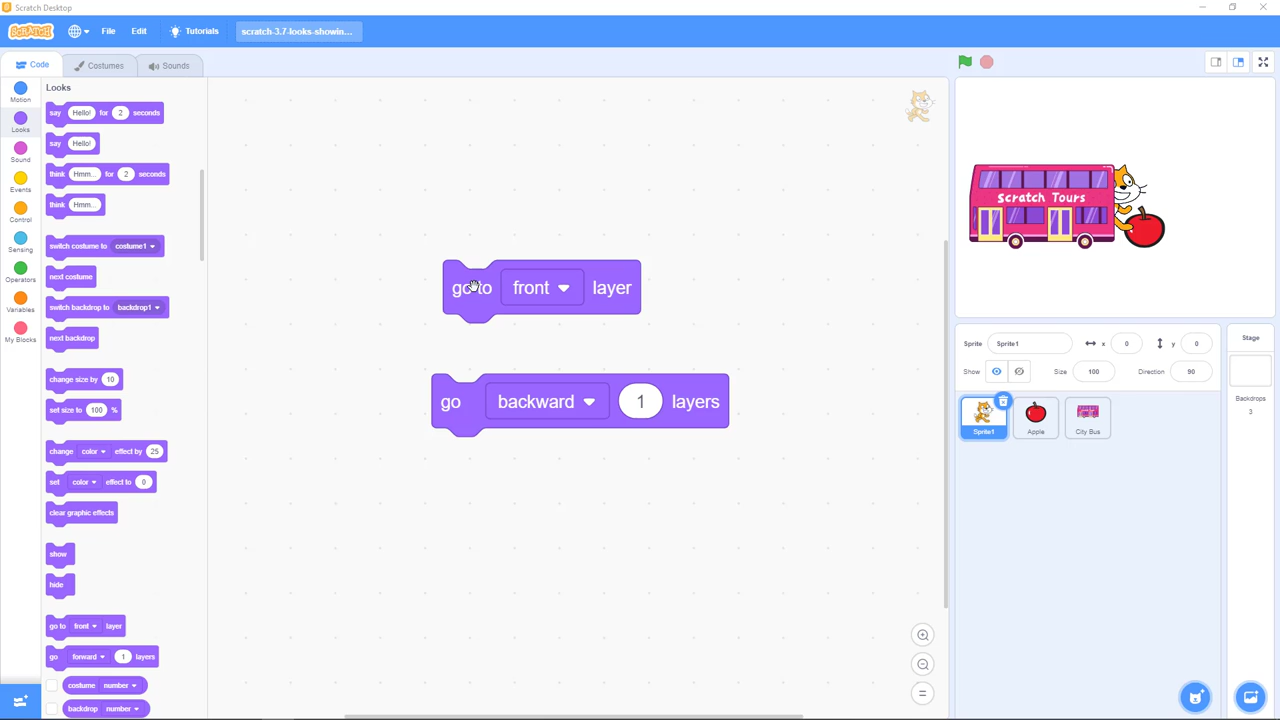 Scratch Desktop
SCRATCH File Edit Tutorials scratch-3.7-looks-showin...
Code Costumes Sounds
Motion
Looks
Sound
Events
Control
Sensing
Operators
Variables
My Blocks
Looks
say Hello! for 2 seconds
say Hello!
think Hmm... for 2 seconds
think Hmm...
switch costume to costume1
next costume
switch backdrop to backdrop1
next backdrop
change size by 10
set size to 100 %
change color effect by 25
set color effect to 0
clear graphic effects
show
hide
go to front layer
go forward 1 layers
costume number
backdrop number
go to front layer
go backward 1 layers
Scratch Tours
Sprite Sprite1 x 0 y 0
Show Size 100 Direction 90
Sprite1
Apple
City Bus
Stage
Backdrops
3